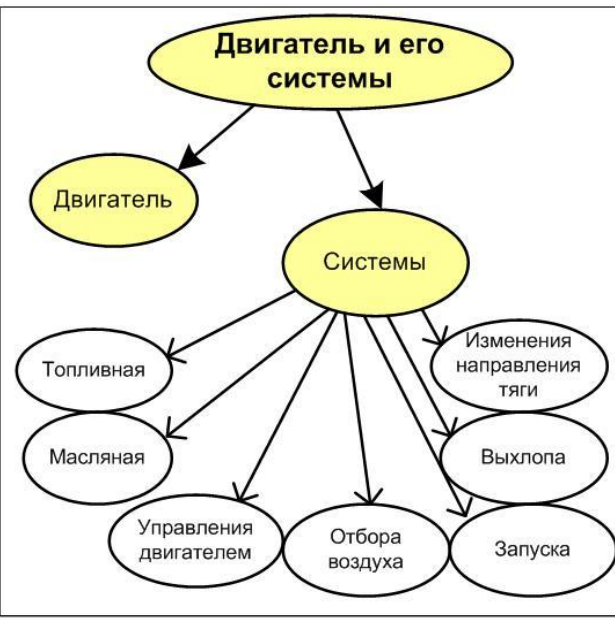 Двигатель и его
системы
Двигатель
Системы
Топливная
Масляная
Управления
двигателем
Отбора
воздуха
Запуска
Выхлопа
Изменения
направления
тяги